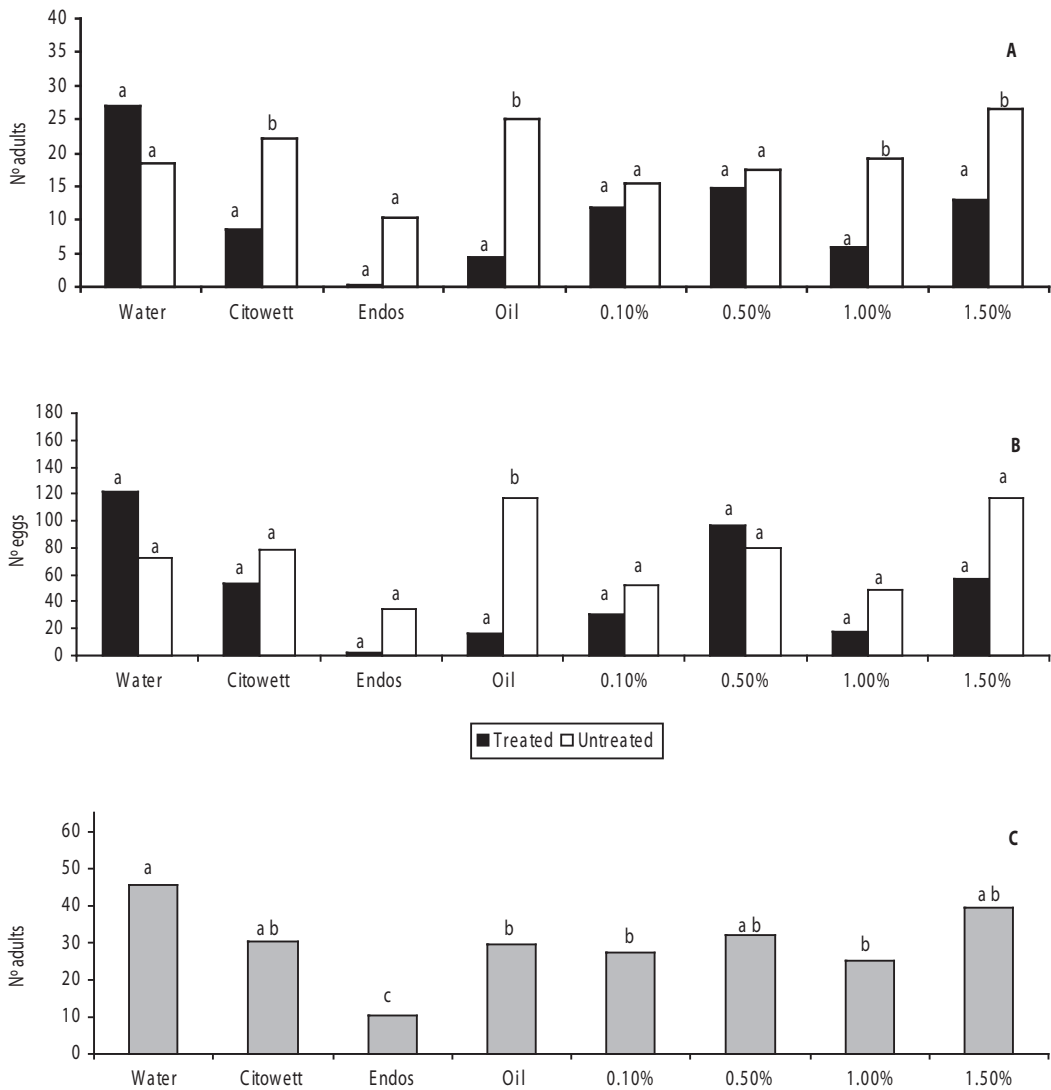 A
Nº adults
40
35
30
25
20
15
10
5
0
a a a b a a a b a a a a a b a b
Water Citowett Endos Oil 0.10% 0.50% 1.00% 1.50%
B
Nº eggs
180
160
140
120
100
80
60
40
20
0
a a a a a a a b a a a a a a a a
Water Citowett Endos Oil 0.10% 0.50% 1.00% 1.50%
Treated Untreated
C
Nº adults
60
50
40
30
20
10
0
a ab c b b ab b ab
Water Citowett Endos Oil 0.10% 0.50% 1.00% 1.50%